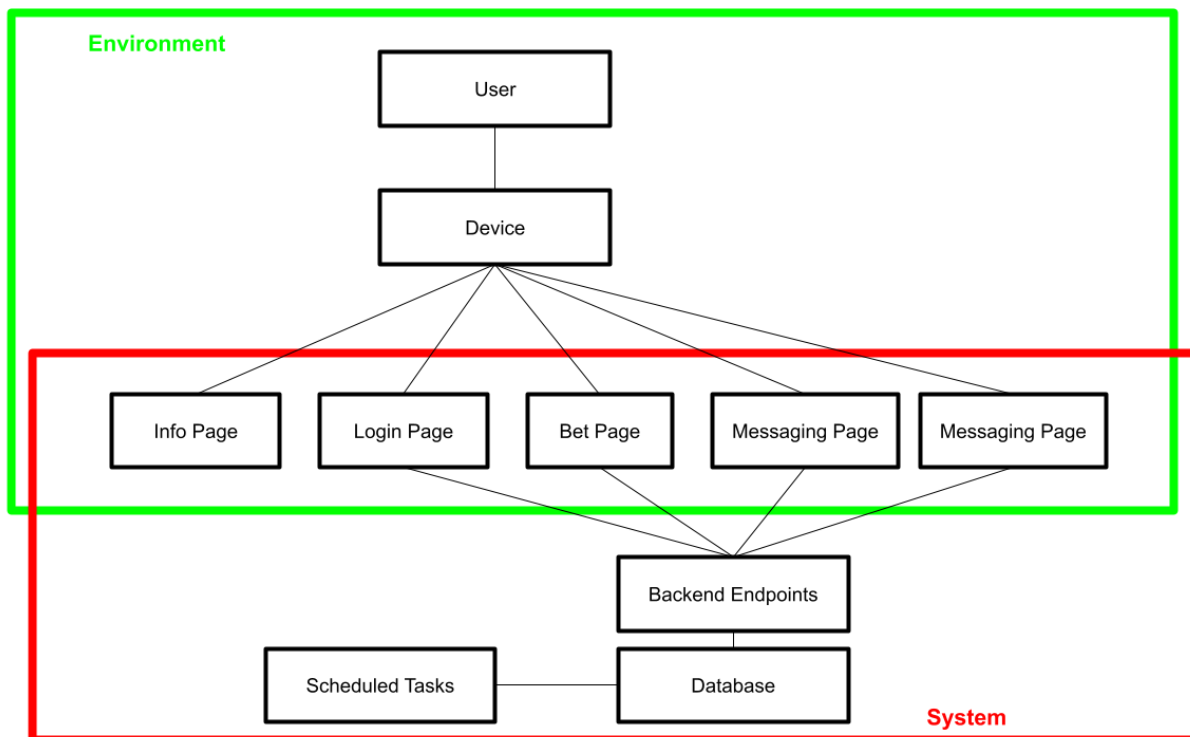 Environment
User
Device
Info Page
Login Page
Bet Page
Messaging Page
Messaging Page
Backend Endpoints
Scheduled Tasks
Database
System